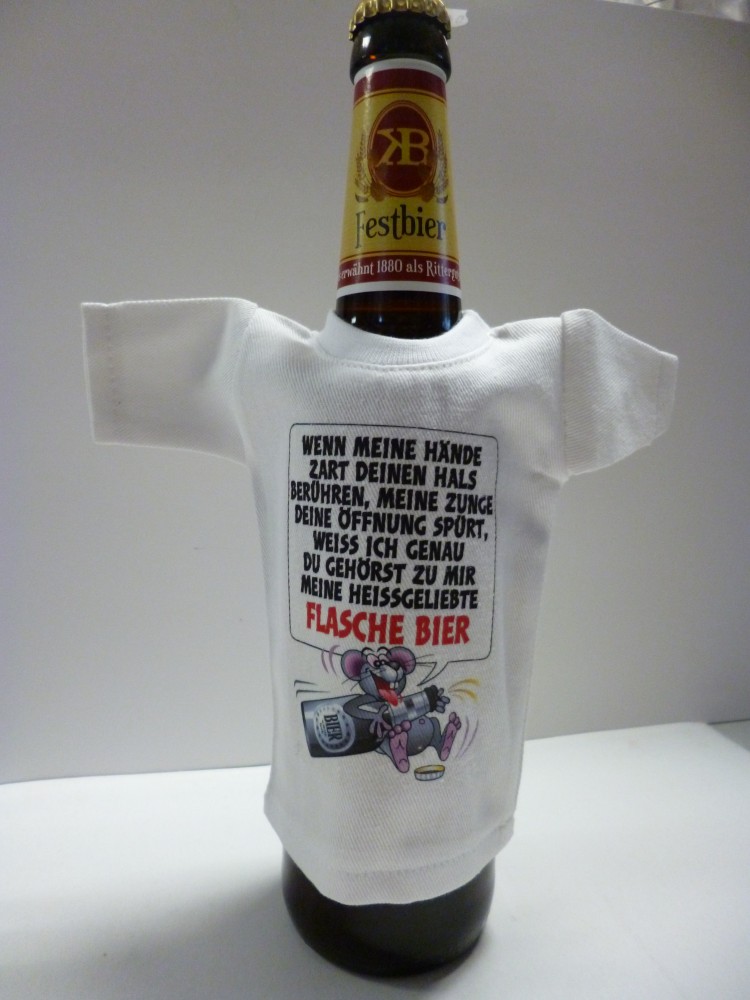 KB
Festbier
erwähnt 1880 als Ritterg
WENN MEINE HÄNDE
ZART DEINEN HALS
BERÜHREN, MEINE ZUNGE
DEINE ÖFFNUNG SPÜRT,
WEISS ICH GENAU
DU GEHÖRST ZU MIR
MEINE HEISSGELIEBTE
FLASCHE BIER
BIER